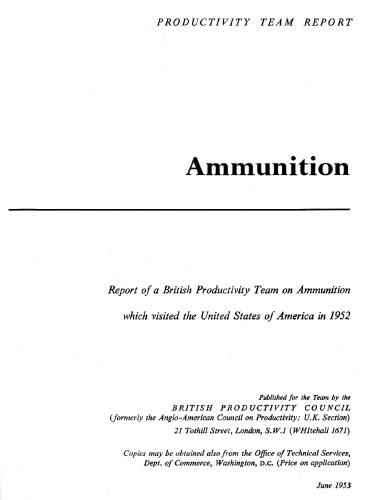 PRODUCTIVITY TEAM REPORT
Ammunition
Report of a British Productivity Team on Ammunition
which visited the United States of America in 1952
Published for the Team by the
BRITISH PRODUCTIVITY COUNCIL
(formerly the Anglo-American Council on Productivity: U.K. Section)
21 Tothill Street, London, S.W.1 (WHItehall 1671)
Copies may be obtained also from the Office of Technical Services,
Dept. of Commerce, Washington, D.C. (Price on application)
June 1953